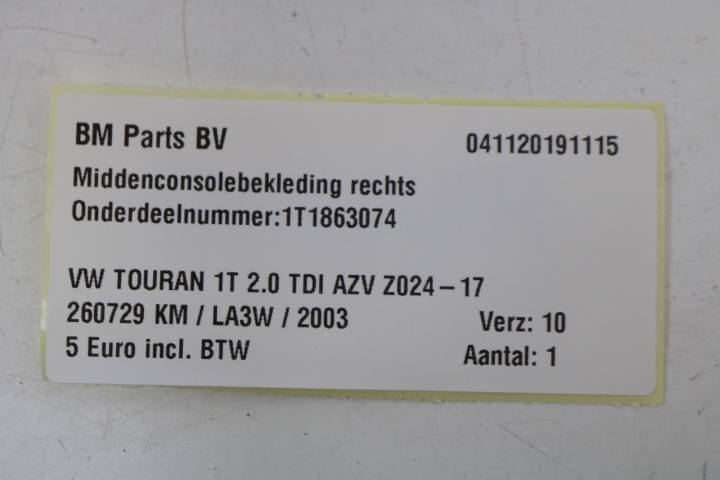 BM Parts BV 041120191115
Middenconsolebekleding rechts
Onderdeelnummer:1T1863074
VW TOURAN 1T 2.0 TDI AZV Z024-17
260729 KM / LA3W / 2003 Verz: 10
5 Euro incl. BTW Aantal: 1